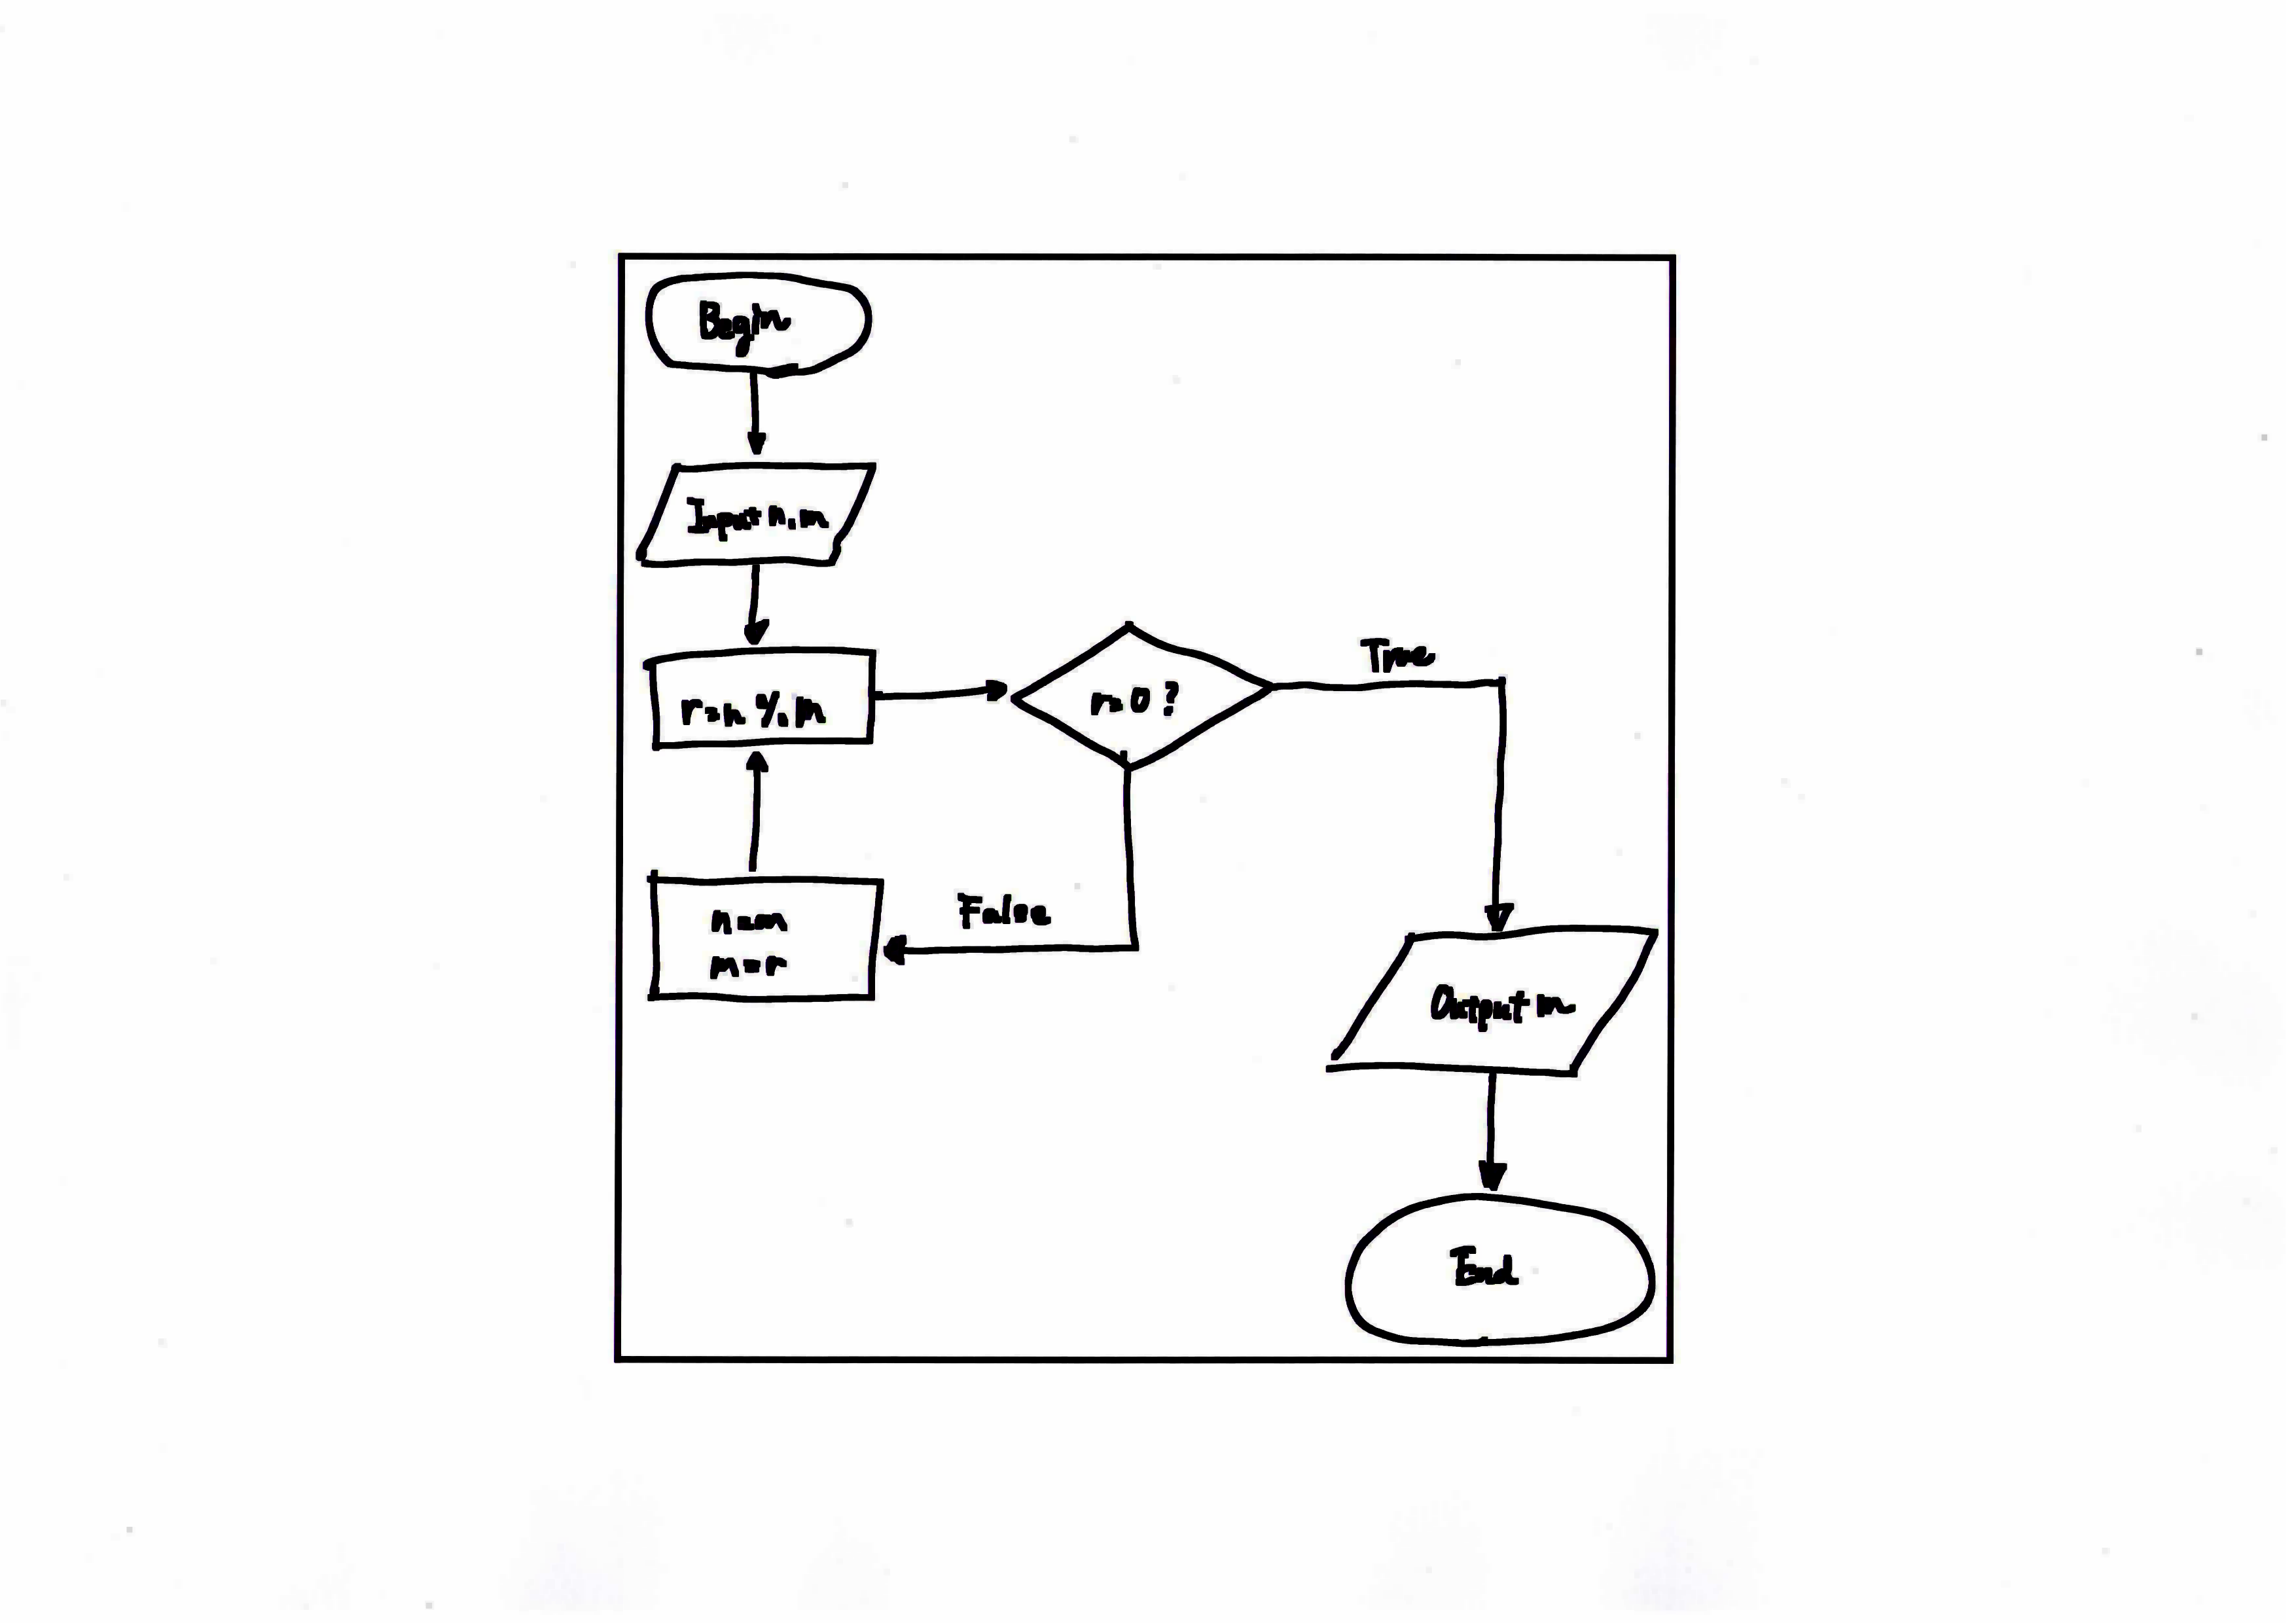 Begin
Input n, m
r=n % m
r=0 ?
True
False
n=m
m=r
Output m
End